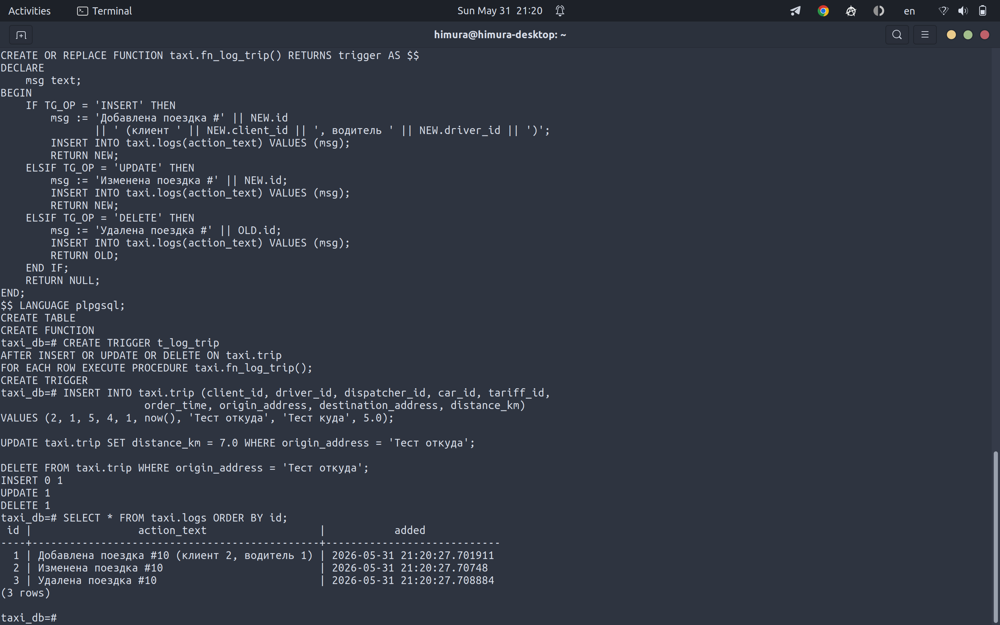 Activities Terminal Sun May 31 21:20 en
himura@himura-desktop: ~
CREATE OR REPLACE FUNCTION taxi.fn_log_trip() RETURNS trigger AS $$
DECLARE
    msg text;
BEGIN
    IF TG_OP = 'INSERT' THEN
        msg := 'Добавлена поездка #' || NEW.id
               || ' (клиент ' || NEW.client_id || ', водитель ' || NEW.driver_id || ')';
        INSERT INTO taxi.logs(action_text) VALUES (msg);
        RETURN NEW;
    ELSIF TG_OP = 'UPDATE' THEN
        msg := 'Изменена поездка #' || NEW.id;
        INSERT INTO taxi.logs(action_text) VALUES (msg);
        RETURN NEW;
    ELSIF TG_OP = 'DELETE' THEN
        msg := 'Удалена поездка #' || OLD.id;
        INSERT INTO taxi.logs(action_text) VALUES (msg);
        RETURN OLD;
    END IF;
    RETURN NULL;
END;
$$ LANGUAGE plpgsql;
CREATE TABLE
CREATE FUNCTION
taxi_db=# CREATE TRIGGER t_log_trip
AFTER INSERT OR UPDATE OR DELETE ON taxi.trip
FOR EACH ROW EXECUTE PROCEDURE taxi.fn_log_trip();
CREATE TRIGGER
taxi_db=# INSERT INTO taxi.trip (client_id, driver_id, dispatcher_id, car_id, tariff_id,
                       order_time, origin_address, destination_address, distance_km)
VALUES (2, 1, 5, 4, 1, now(), 'Тест откуда', 'Тест куда', 5.0);

UPDATE taxi.trip SET distance_km = 7.0 WHERE origin_address = 'Тест откуда';

DELETE FROM taxi.trip WHERE origin_address = 'Тест откуда';
INSERT 0 1
UPDATE 1
DELETE 1
taxi_db=# SELECT * FROM taxi.logs ORDER BY id;
 id |                 action_text                  |           added
----+----------------------------------------------+----------------------------
  1 | Добавлена поездка #10 (клиент 2, водитель 1) | 2026-05-31 21:20:27.701911
  2 | Изменена поездка #10                         | 2026-05-31 21:20:27.70748
  3 | Удалена поездка #10                          | 2026-05-31 21:20:27.708884
(3 rows)

taxi_db=#